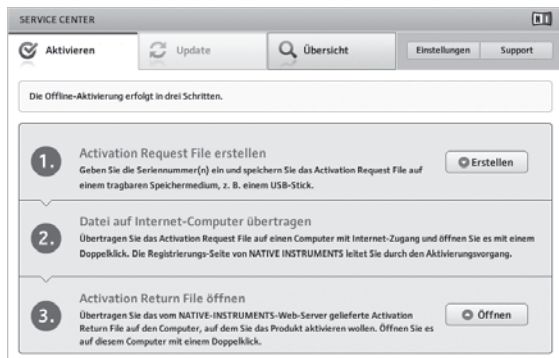 SERVICE CENTER
Aktivieren
Update
Übersicht
Einstellungen
Support
Die Offline-Aktivierung erfolgt in drei Schritten.
1.
Activation Request File erstellen
Geben Sie die Seriennummer(n) ein und speichern Sie das Activation Request File auf
einem tragbaren Speichermedium, z. B. einem USB-Stick.
Erstellen
2.
Datei auf Internet-Computer übertragen
Übertragen Sie das Activation Request File auf einen Computer mit Internet-Zugang und öffnen Sie es mit einem
Doppelklick. Die Registrierungs-Seite von NATIVE INSTRUMENTS leitet Sie durch den Aktivierungsvorgang.
3.
Activation Return File öffnen
Übertragen Sie das vom NATIVE-INSTRUMENTS-Web-Server gelieferte Activation
Return File auf den Computer, auf dem Sie das Produkt aktivieren wollen. Öffnen Sie es
auf diesem Computer mit einem Doppelklick.
Öffnen